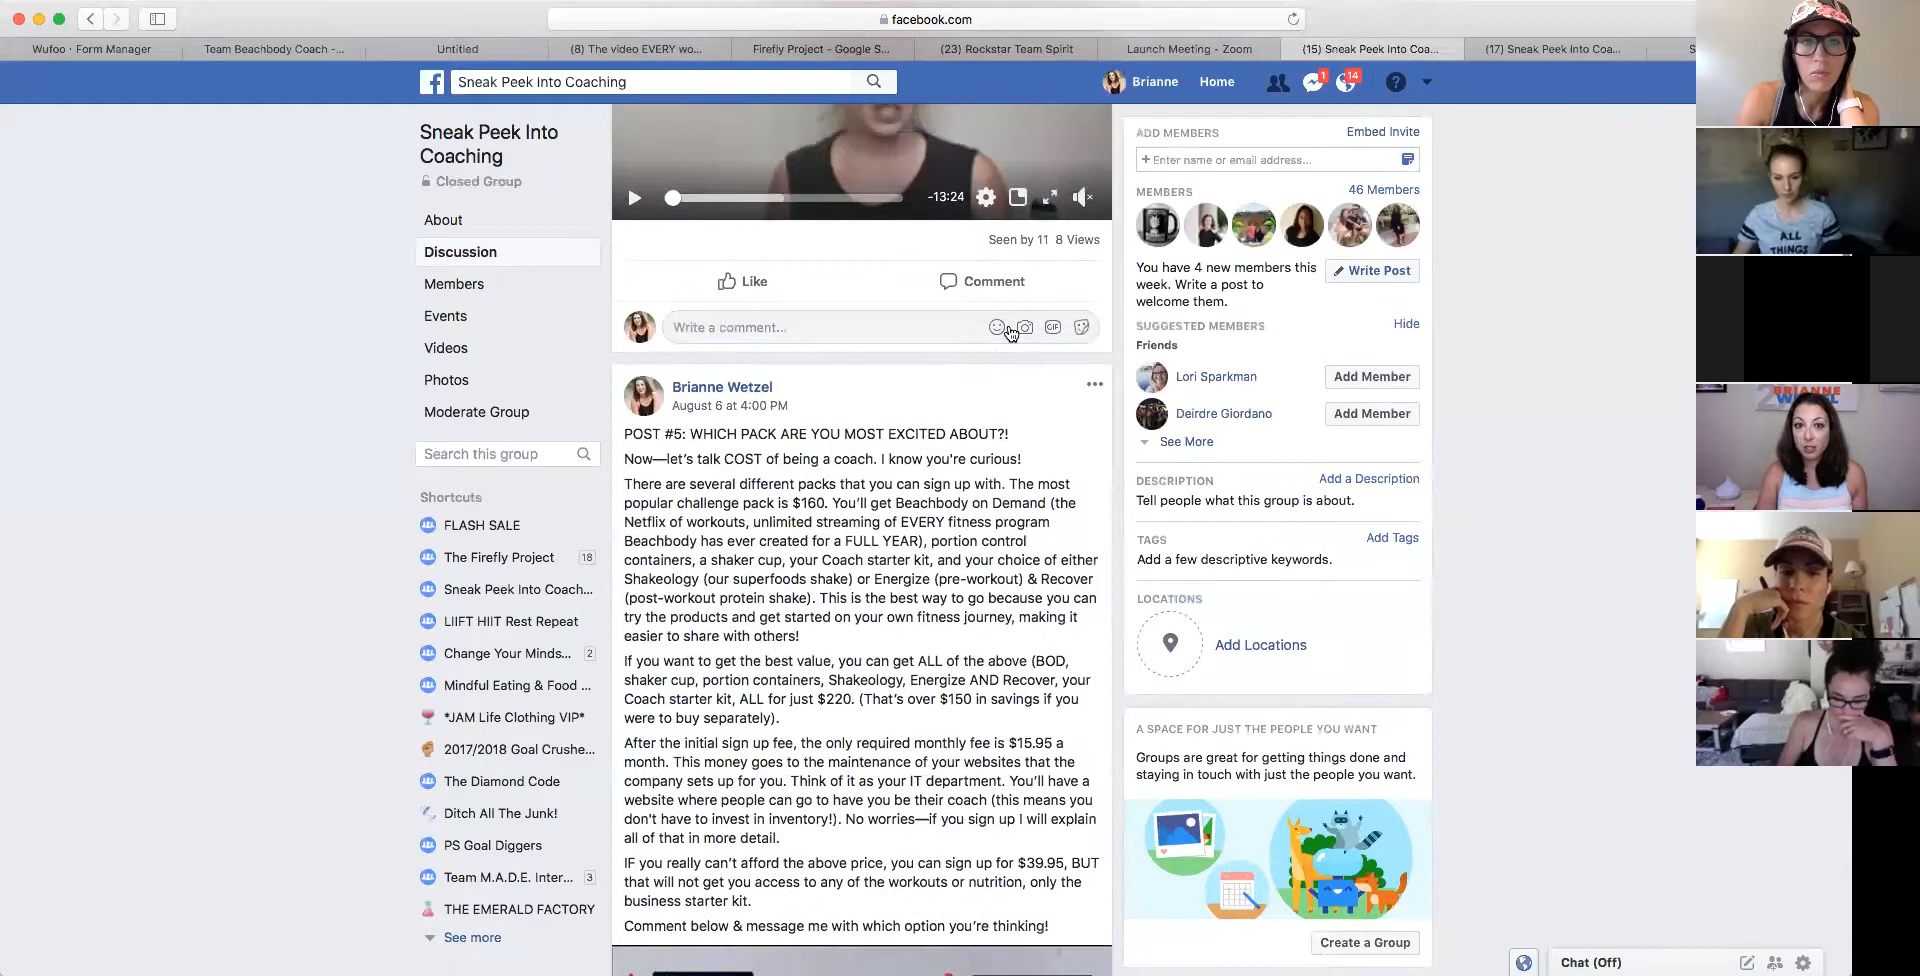 facebook.com
Wufoo · Form Manager
Team Beachbody Coach -...
Untitled
(8) The video EVERY wo...
Firefly Project - Google S...
(23) Rockstar Team Spirit
Launch Meeting - Zoom
(15) Sneak Peek Into Coa...
(17) Sneak Peek Into Coa...
Sneak Peek Into Coaching
Brianne
Home
1
14
Sneak Peek Into
Coaching
Closed Group
About
Discussion
Members
Events
Videos
Photos
Moderate Group
Search this group
Shortcuts
FLASH SALE
The Firefly Project 18
Sneak Peek Into Coach...
LIIFT HIIT Rest Repeat
Change Your Minds... 2
Mindful Eating & Food ...
*JAM Life Clothing VIP*
2017/2018 Goal Crushe...
The Diamond Code
Ditch All The Junk!
PS Goal Diggers
Team M.A.D.E. Inter... 3
THE EMERALD FACTORY
See more
-13:24
Seen by 11 8 Views
Like
Comment
Write a comment...
GIF
Brianne Wetzel
August 6 at 4:00 PM
POST #5: WHICH PACK ARE YOU MOST EXCITED ABOUT?!
Now—let's talk COST of being a coach. I know you're curious!
There are several different packs that you can sign up with. The most
popular challenge pack is $160. You'll get Beachbody on Demand (the
Netflix of workouts, unlimited streaming of EVERY fitness program
Beachbody has ever created for a FULL YEAR), portion control
containers, a shaker cup, your Coach starter kit, and your choice of either
Shakeology (our superfoods shake) or Energize (pre-workout) & Recover
(post-workout protein shake). This is the best way to go because you can
try the products and get started on your own fitness journey, making it
easier to share with others!
If you want to get the best value, you can get ALL of the above (BOD,
shaker cup, portion containers, Shakeology, Energize AND Recover, your
Coach starter kit, ALL for just $220. (That's over $150 in savings if you
were to buy separately).
After the initial sign up fee, the only required monthly fee is $15.95 a
month. This money goes to the maintenance of your websites that the
company sets up for you. Think of it as your IT department. You'll have a
website where people can go to have you be their coach (this means you
don't have to invest in inventory!). No worries—if you sign up I will explain
all of that in more detail.
IF you really can't afford the above price, you can sign up for $39.95, BUT
that will not get you access to any of the workouts or nutrition, only the
business starter kit.
Comment below & message me with which option you're thinking!
ADD MEMBERS
Embed Invite
+ Enter name or email address...
MEMBERS
46 Members
You have 4 new members this
week. Write a post to
welcome them.
Write Post
SUGGESTED MEMBERS
Hide
Friends
Lori Sparkman
Add Member
Deirdre Giordano
Add Member
See More
DESCRIPTION
Add a Description
Tell people what this group is about.
TAGS
Add Tags
Add a few descriptive keywords.
LOCATIONS
Add Locations
A SPACE FOR JUST THE PEOPLE YOU WANT
Groups are great for getting things done and
staying in touch with just the people you want.
Create a Group
Chat (Off)
ALL
THINGS
BRIANNE